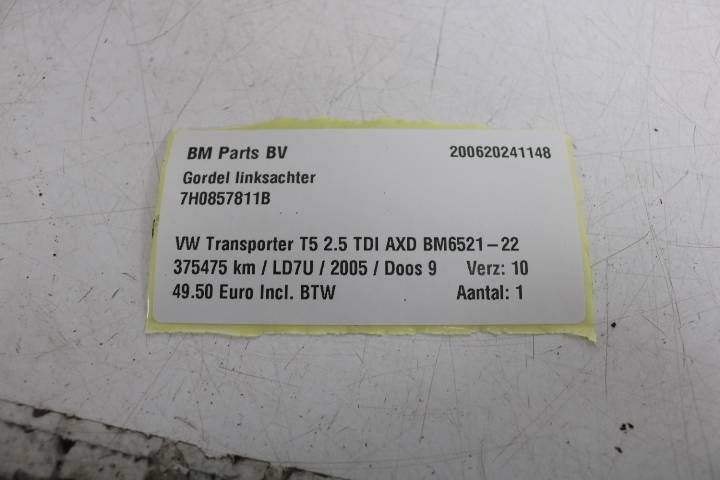 BM Parts BV 200620241148
Gordel linksachter
7H0857811B
VW Transporter T5 2.5 TDI AXD BM6521-22
375475 km / LD7U / 2005 / Doos 9 Verz: 10
49.50 Euro Incl. BTW Aantal: 1